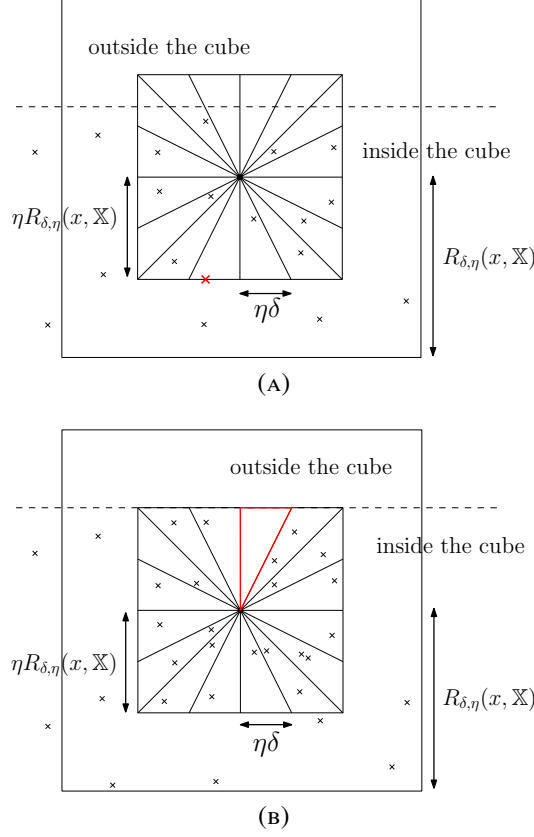 outside the cube
inside the cube
ηR_{δ,η}(x, 𝕏)
R_{δ,η}(x, 𝕏)
ηδ
(A)
outside the cube
inside the cube
ηR_{δ,η}(x, 𝕏)
R_{δ,η}(x, 𝕏)
ηδ
(B)